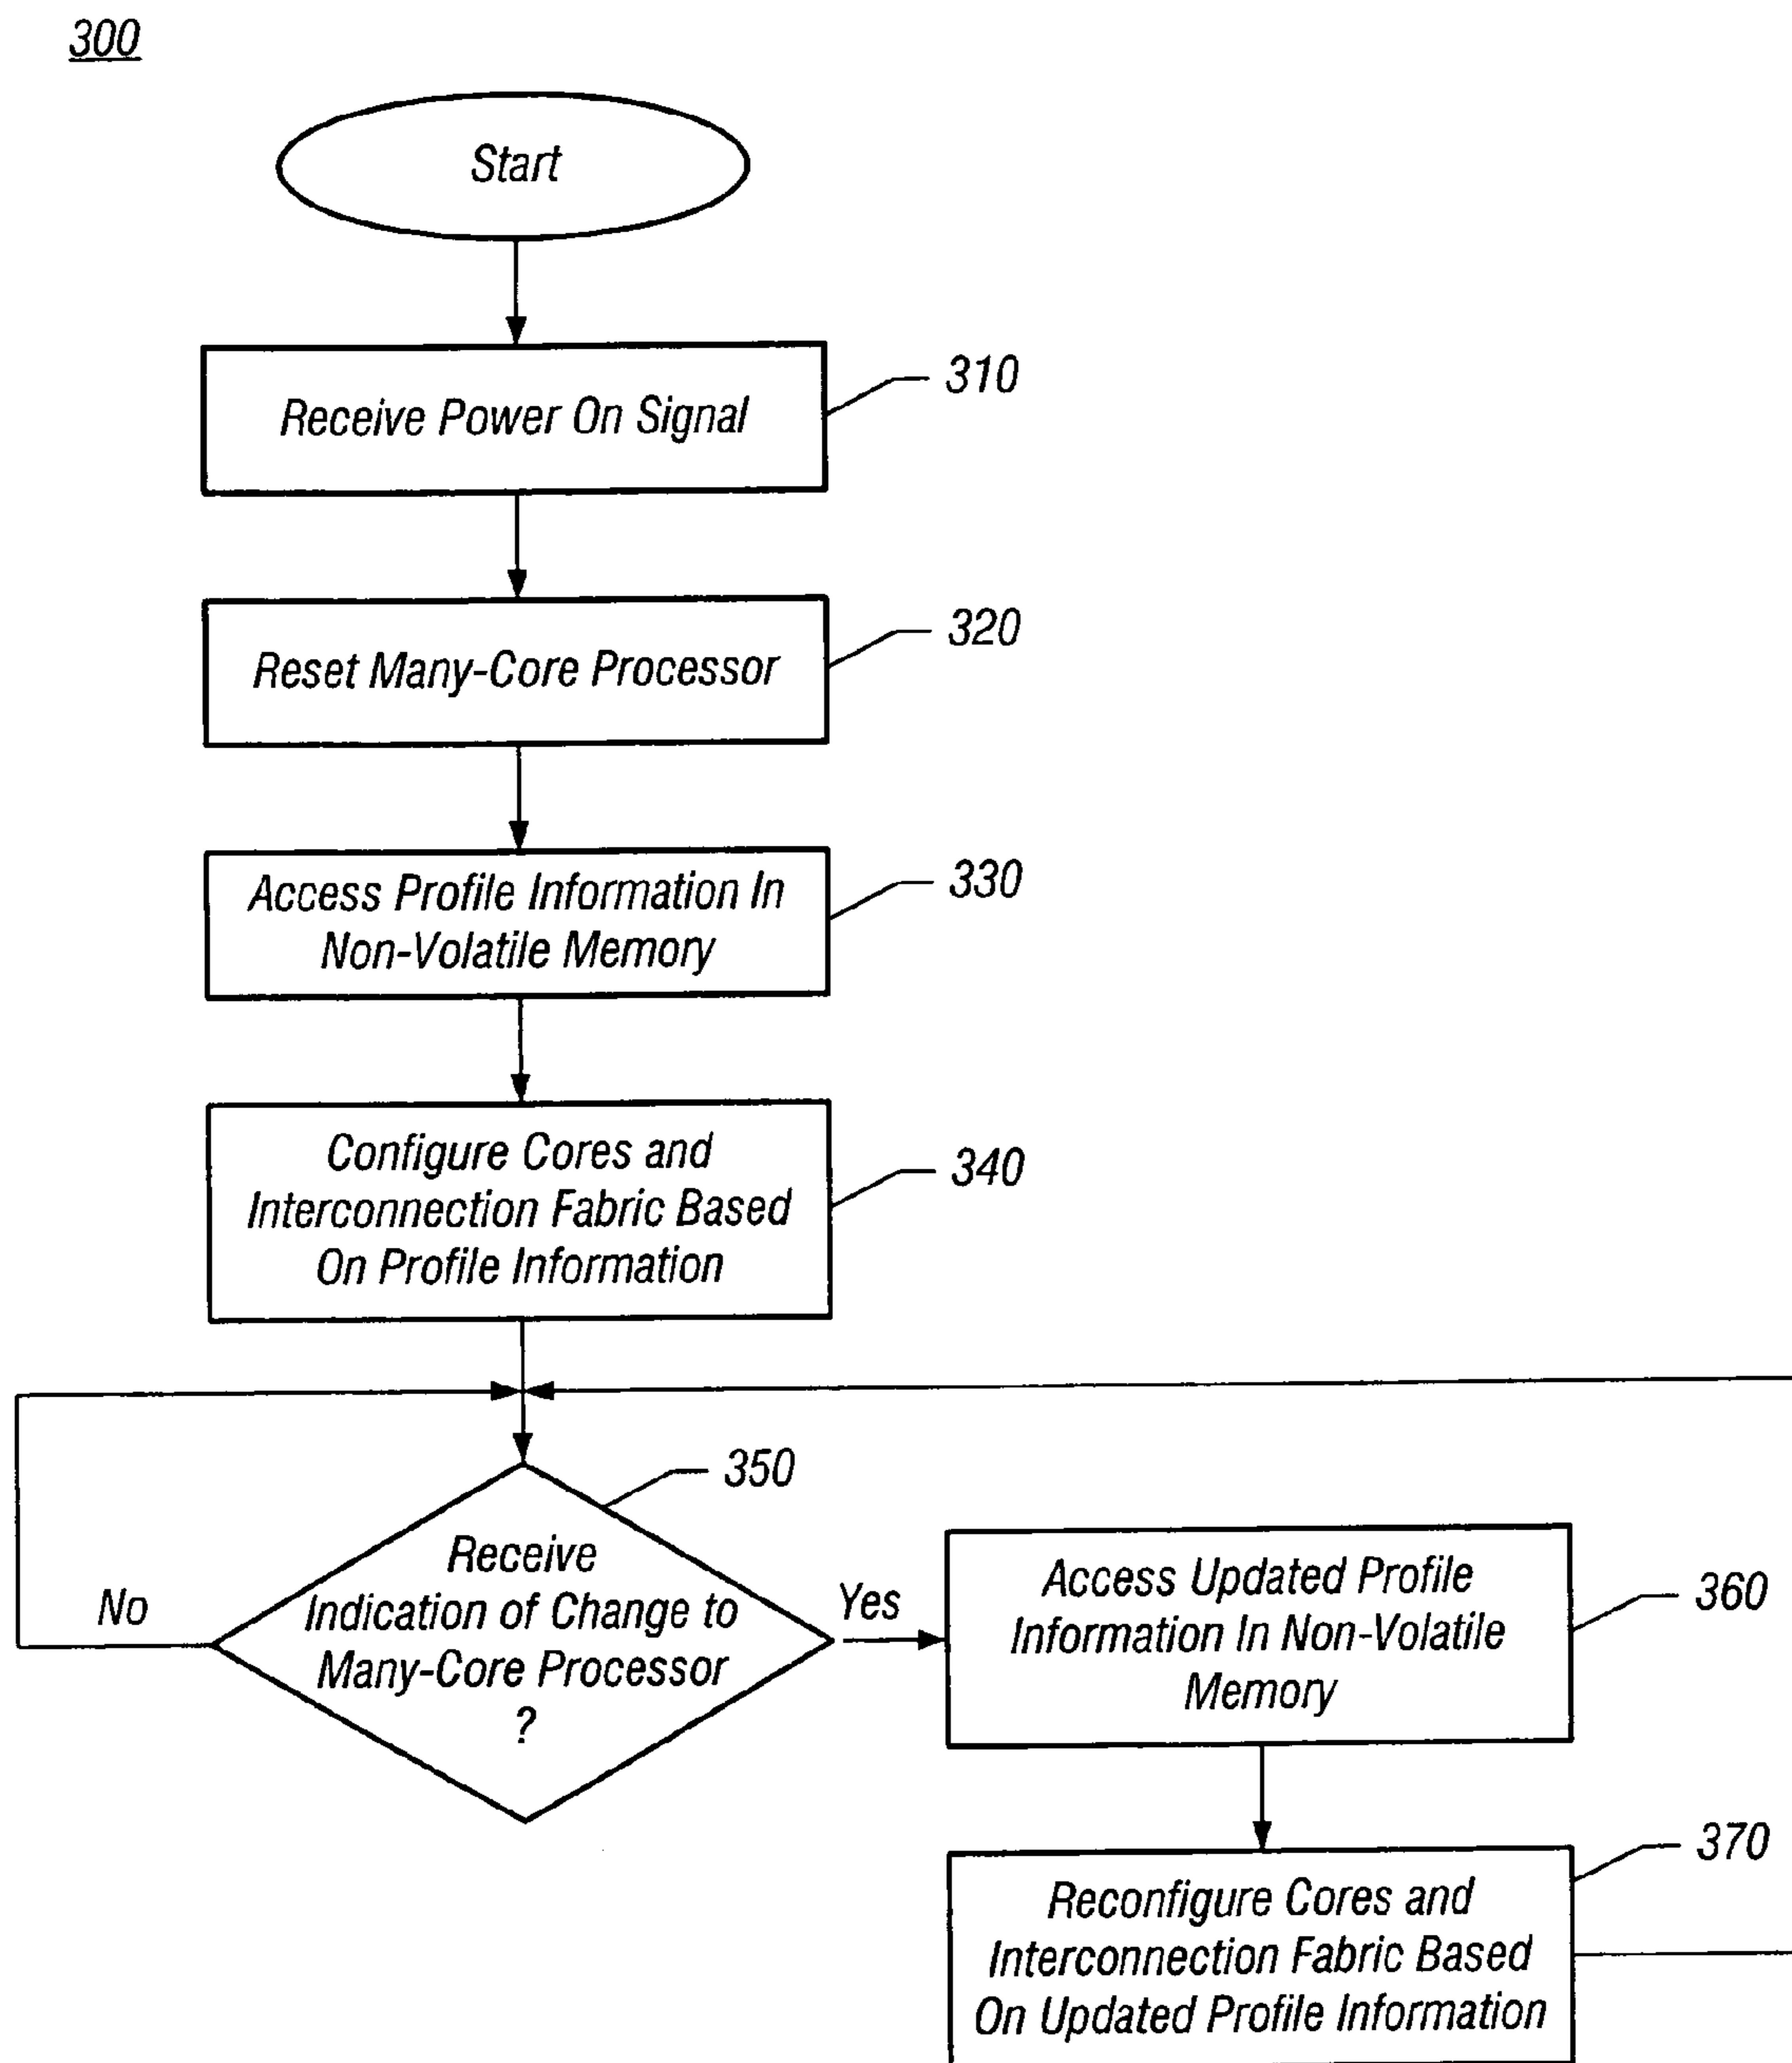 300
Start
Receive Power On Signal
310
Reset Many-Core Processor
320
Access Profile Information In
Non-Volatile Memory
330
Configure Cores and
Interconnection Fabric Based
On Profile Information
340
350
Receive
Indication of Change to
Many-Core Processor
?
No
Yes
Access Updated Profile
Information In Non-Volatile
Memory
360
Reconfigure Cores and
Interconnection Fabric Based
On Updated Profile Information
370